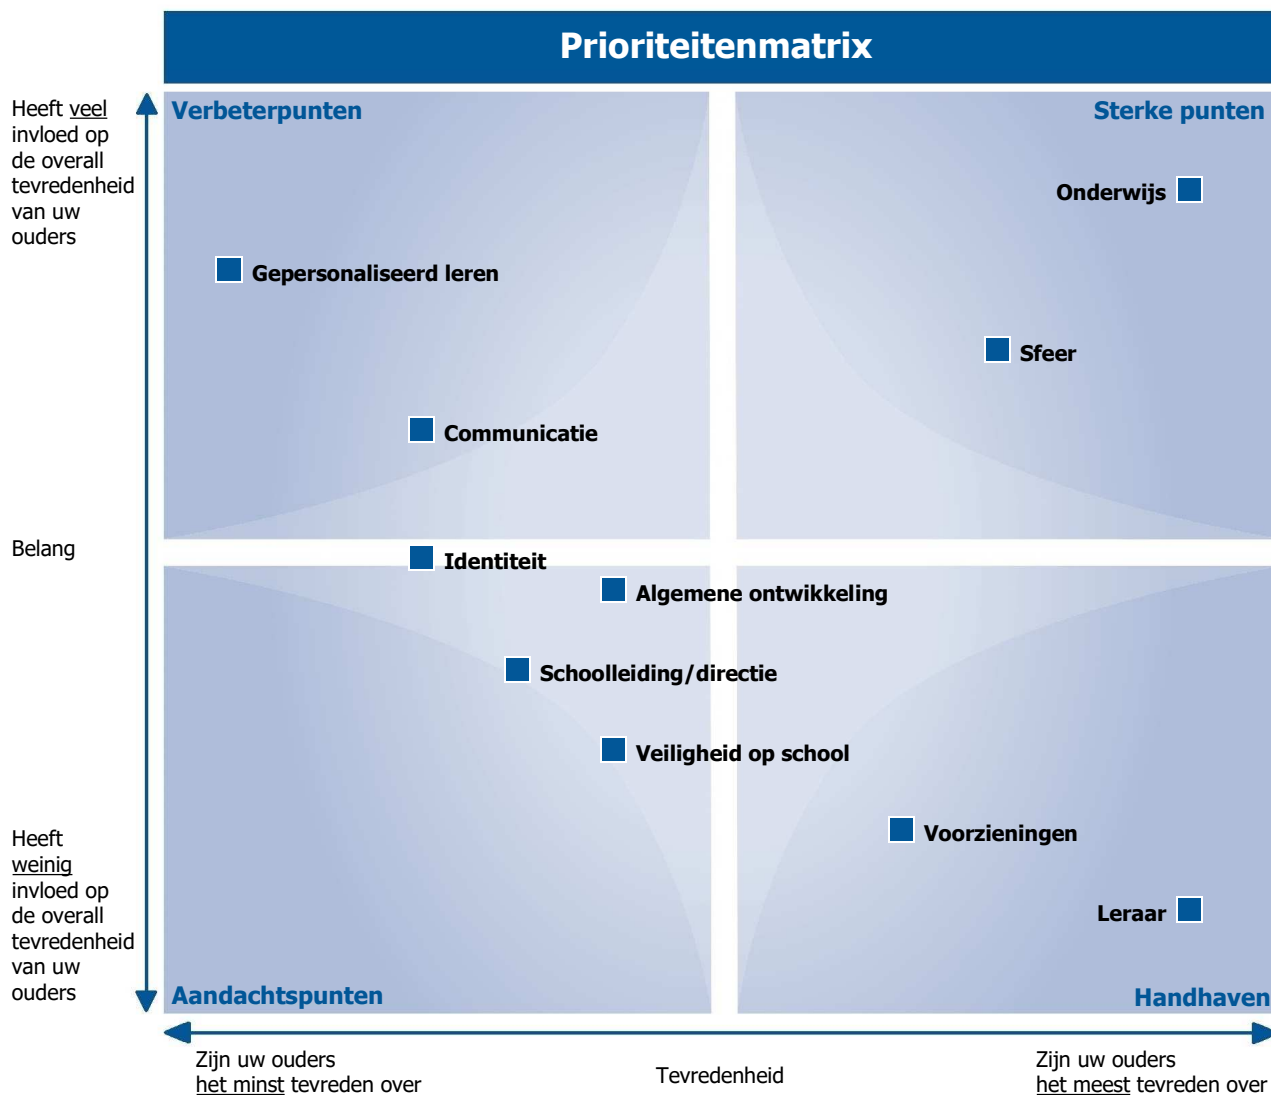 Prioriteitenmatrix
Heeft veel
invloed op
de overall
tevredenheid
van uw
ouders
Verbeterpunten
Sterke punten
Onderwijs
Gepersonaliseerd leren
Sfeer
Communicatie
Belang
Identiteit
Algemene ontwikkeling
Schoolleiding/directie
Veiligheid op school
Voorzieningen
Leraar
Heeft
weinig
invloed op
de overall
tevredenheid
van uw
ouders
Aandachtspunten
Handhaven
Zijn uw ouders
het minst tevreden over
Tevredenheid
Zijn uw ouders
het meest tevreden over